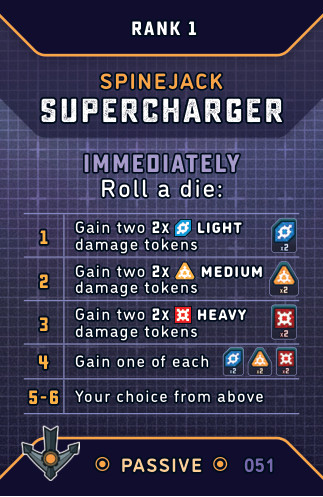 RANK 1
SPINEJACK
SUPERCHARGER
IMMEDIATELY
Roll a die:
1 Gain two 2x LIGHT
damage tokens
x2
2 Gain two 2x MEDIUM
damage tokens
x2
3 Gain two 2x HEAVY
damage tokens
x2
4 Gain one of each
x2 x2 x2
5-6 Your choice from above
PASSIVE 051